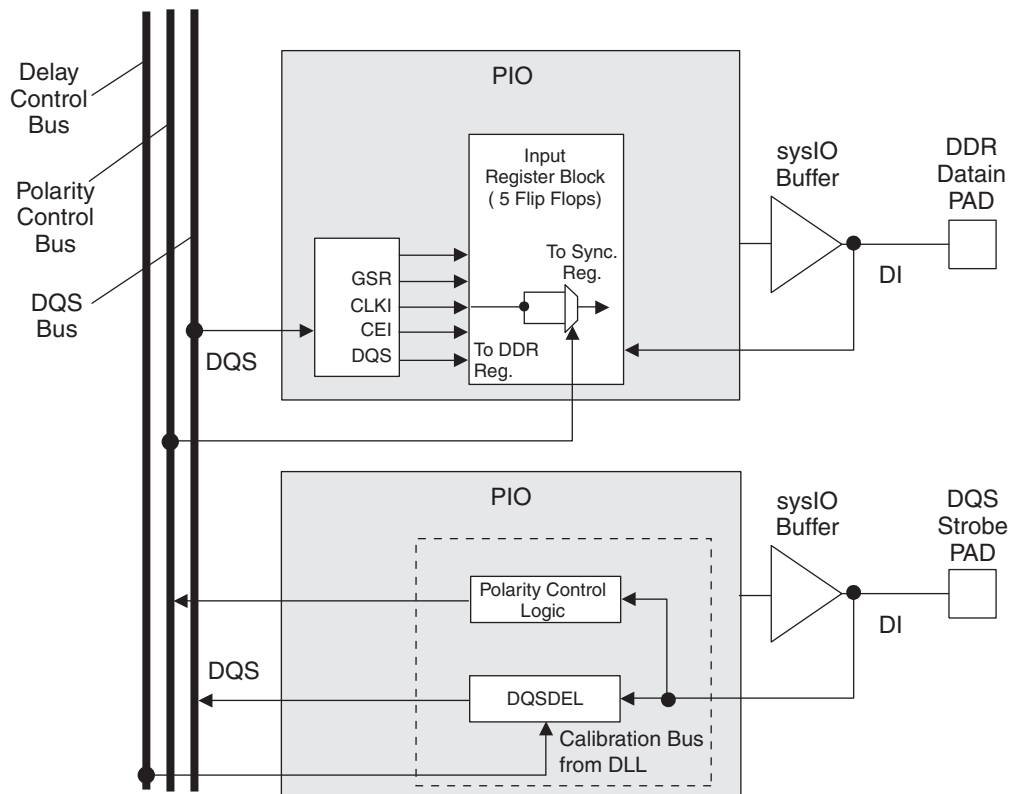 Delay
Control
Bus
Polarity
Control
Bus
DQS
Bus
DQS
PIO
GSR
CLKI
CEI
DQS
Input
Register Block
( 5 Flip Flops)
To Sync.
Reg.
To DDR
Reg.
sysIO
Buffer
DDR
Datain
PAD
DI
PIO
Polarity Control
Logic
DQSDEL
Calibration Bus
from DLL
DQS
sysIO
Buffer
DQS
Strobe
PAD
DI